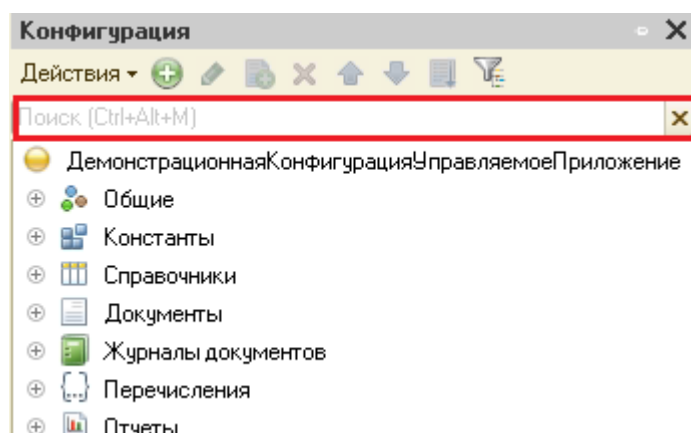 Конфигурация
Действия
Поиск (Ctrl+Alt+M)
ДемонстрационнаяКонфигурацияУправляемоеПриложение
Общие
Константы
Справочники
Документы
Журналы документов
Перечисления
Отчеты